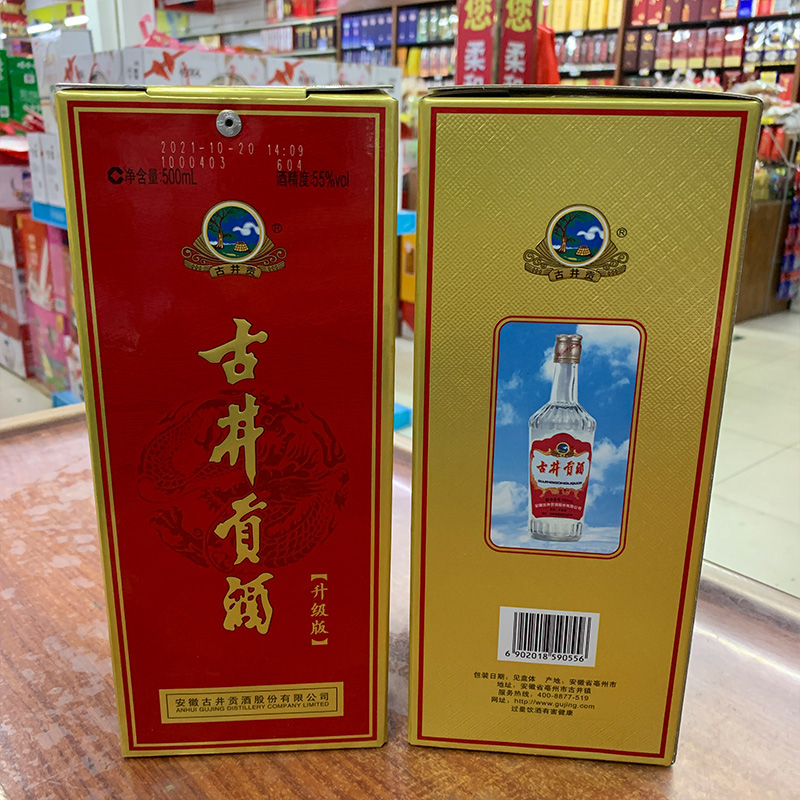 2021-10-20 14:09
1000403 604
净含量:500mL 酒精度:55%vol
古井贡
®
古井贡酒
【升级版】
安徽古井贡酒股份有限公司
ANHUI GUJING DISTILLERY COMPANY LIMITED
古井贡
®
古井贡酒
6 902018 590556
包装日期：见盒体 产地：安徽省亳州市
地址：安徽省亳州市古井镇
服务热线：400-8877-519
网址：http://www.gujing.com
过量饮酒有害健康
您
柔
您
柔